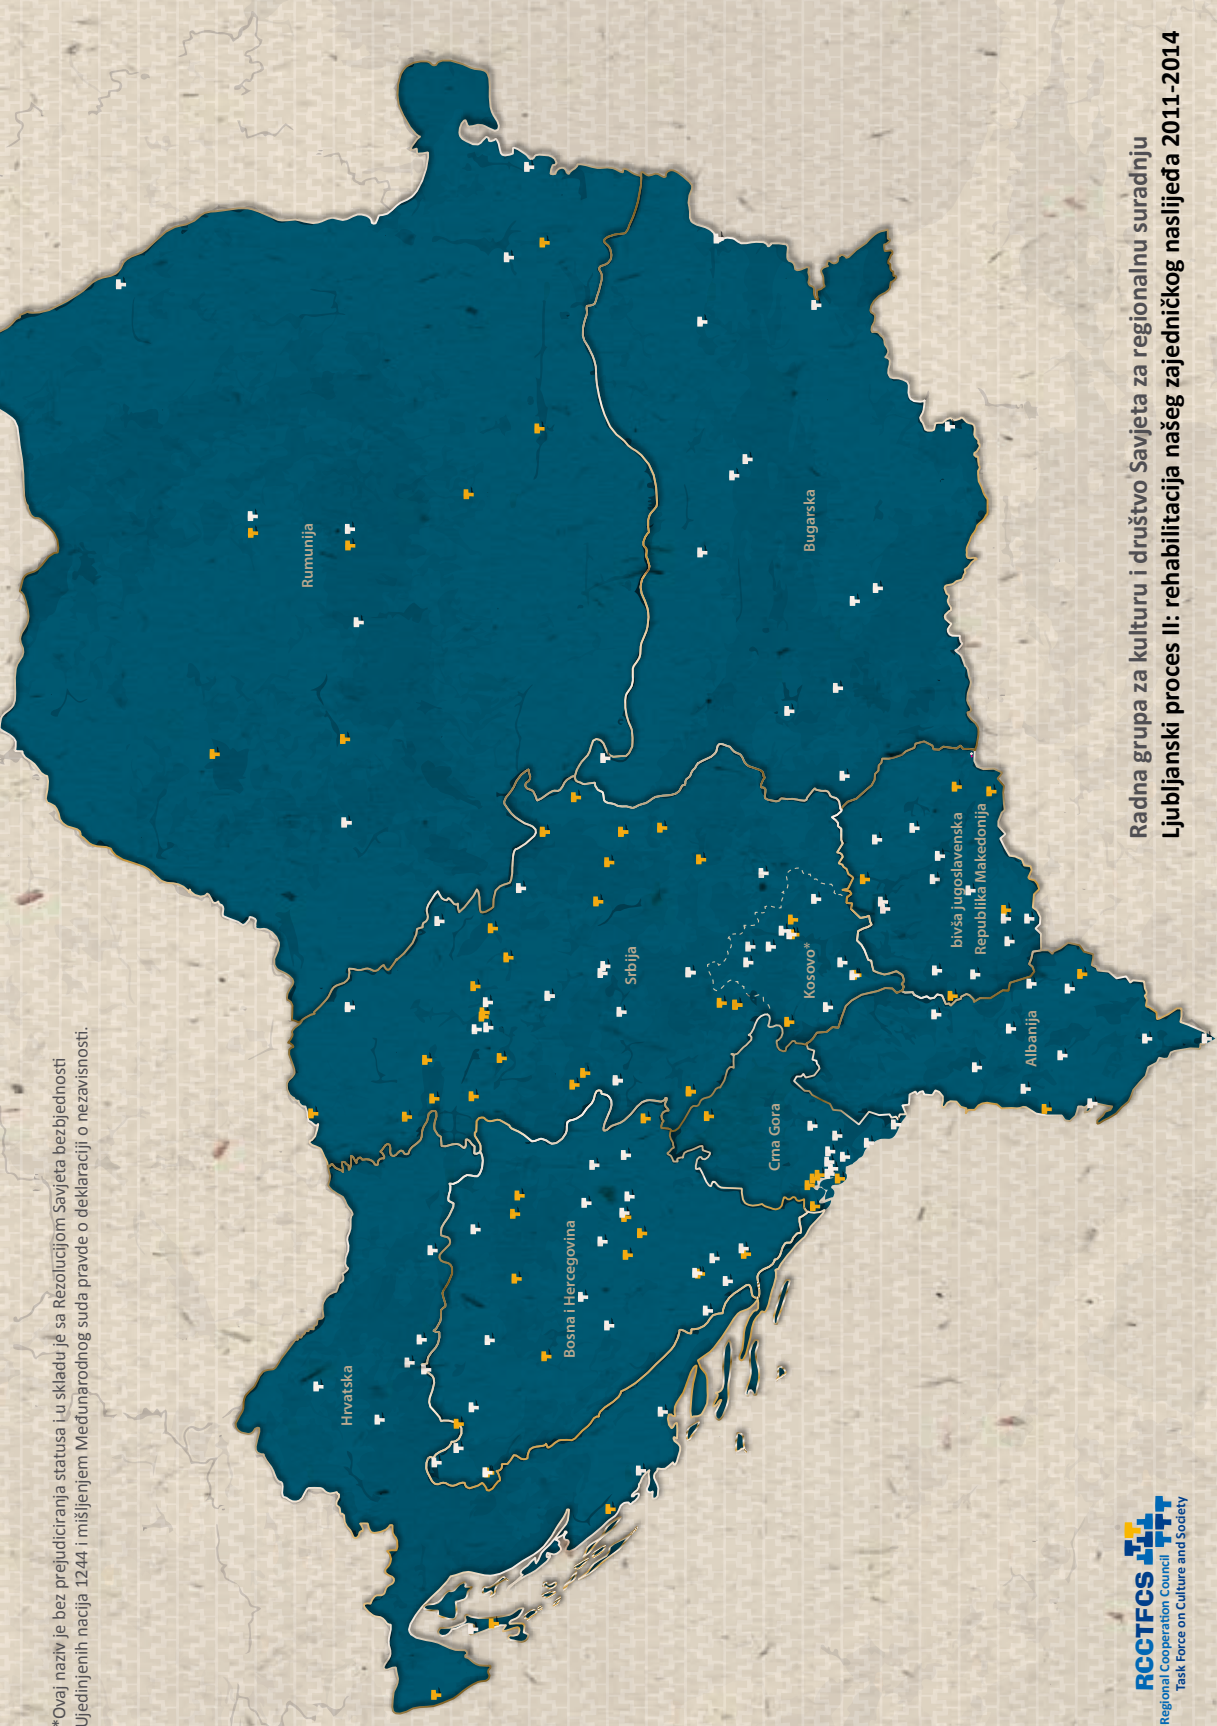 Radna grupa za kulturu i društvo Savjeta za regionalnu suradnju
Ljubljanski proces II: rehabilitacija našeg zajedničkog naslijeđa 2011-2014
*Ovaj naziv je bez prejudiciranja statusa i u skladu je sa Rezolucijom Savjeta bezbjednosti
Ujedinjenih nacija 1244 i mišljenjem Međunarodnog suda pravde o deklaraciji o nezavisnosti.
Rumunija
Hrvatska
Bosna i Hercegovina
Srbija
Crna Gora
Kosovo*
Bugarska
bivša jugoslavenska
Republika Makedonija
Albanija
RCCTFCS
Regional Cooperation Council
Task Force on Culture and Society